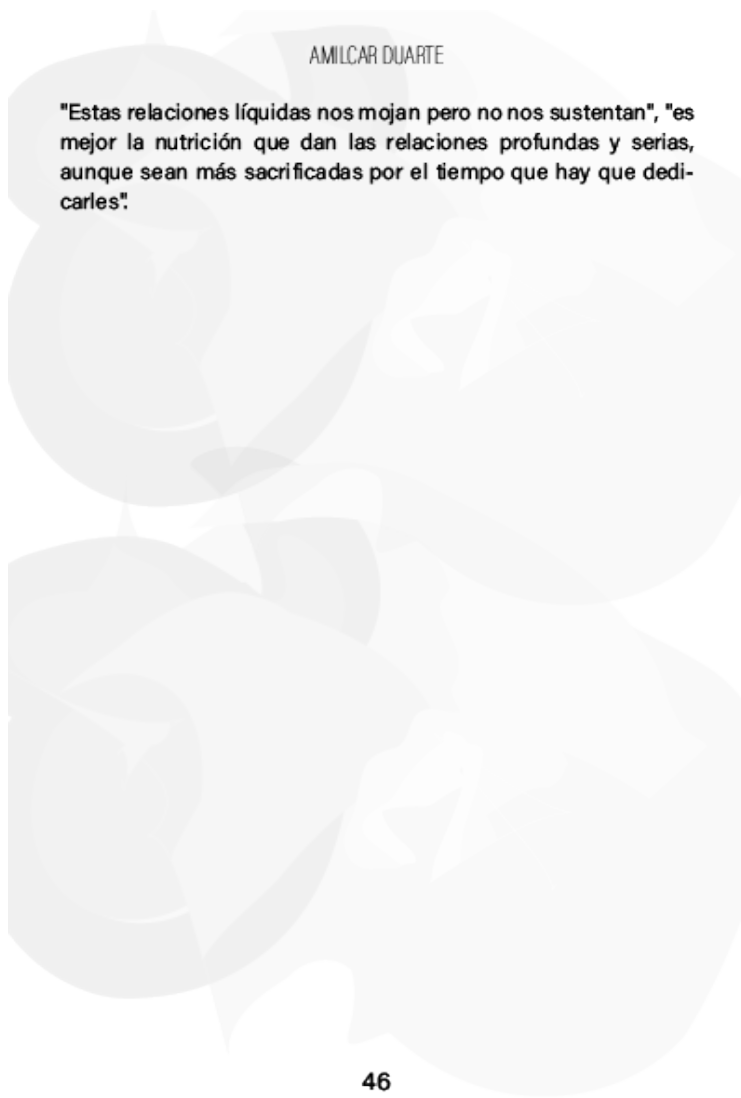 AMILCAR DUARTE
"Estas relaciones líquidas nos mojan pero no nos sustentan", "es
mejor la nutrición que dan las relaciones profundas y serias,
aunque sean más sacrificadas por el tiempo que hay que dedi-
carles".
46